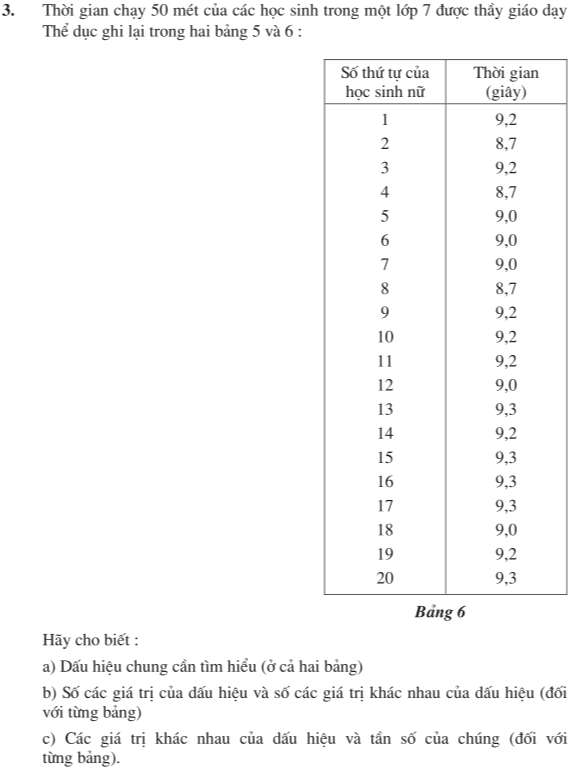 3. Thời gian chạy 50 mét của các học sinh trong một lớp 7 được thầy giáo dạy
Thể dục ghi lại trong hai bảng 5 và 6 :
Số thứ tự của học sinh nữ	Thời gian (giây)
1	9,2
2	8,7
3	9,2
4	8,7
5	9,0
6	9,0
7	9,0
8	8,7
9	9,2
10	9,2
11	9,2
12	9,0
13	9,3
14	9,2
15	9,3
16	9,3
17	9,3
18	9,0
19	9,2
20	9,3
Bảng 6
Hãy cho biết :
a) Dấu hiệu chung cần tìm hiểu (ở cả hai bảng)
b) Số các giá trị của dấu hiệu và số các giá trị khác nhau của dấu hiệu (đối
với từng bảng)
c) Các giá trị khác nhau của dấu hiệu và tần số của chúng (đối với
từng bảng).